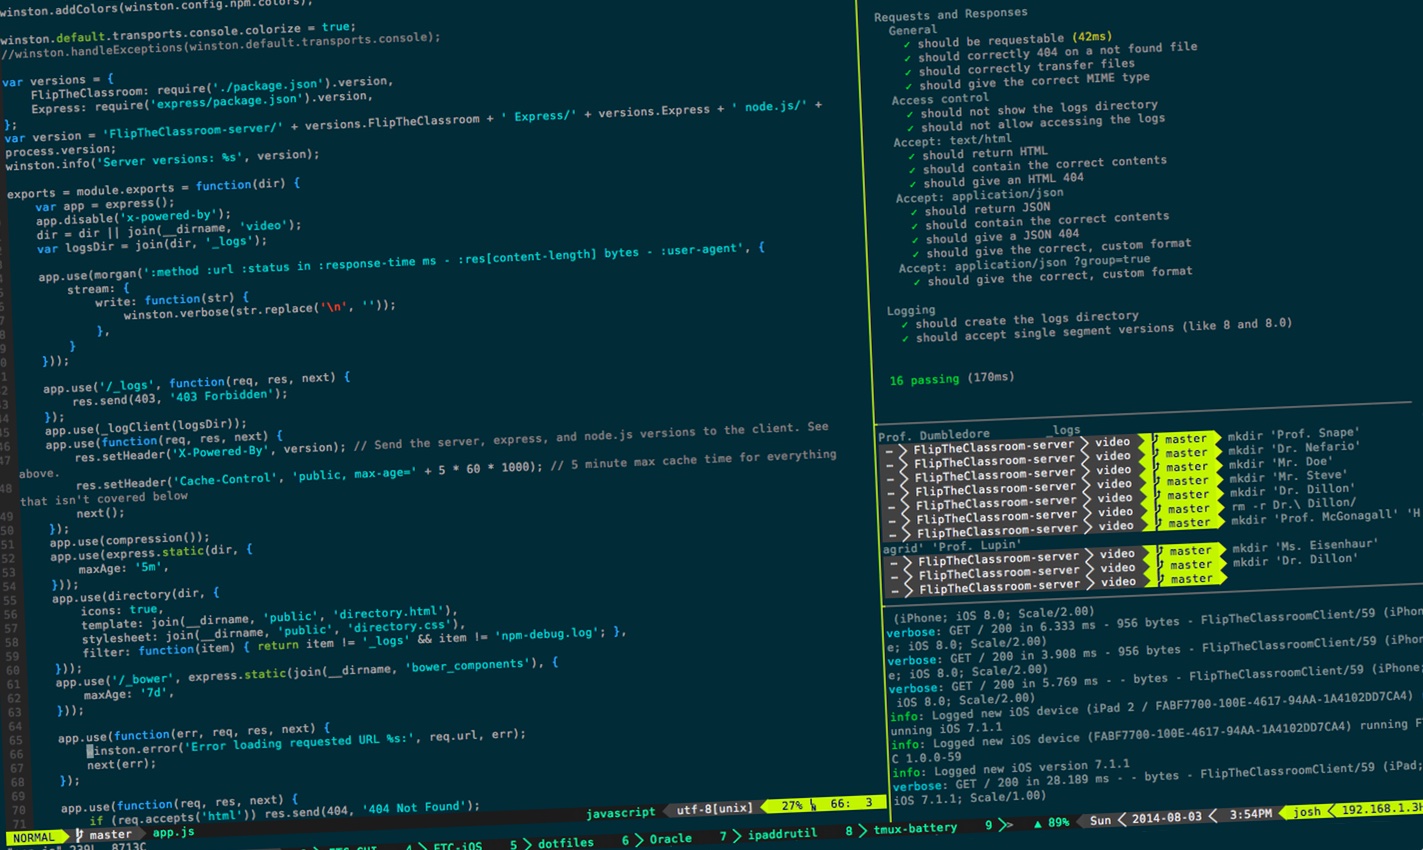 winston.addColors(winston.config.npm.colors);
winston.default.transports.console.colorize = true;
//winston.handleExceptions(winston.default.transports.console);
var versions = {
FlipTheClassroom: require('./package.json').version,
Express: require('express/package.json').version,
};
var version = 'FlipTheClassroom-server/' + versions.FlipTheClassroom + ' Express/' + versions.Express + ' node.js/' +
process.version;
winston.info('Server versions: %s', version);
exports = module.exports = function(dir) {
var app = express();
app.disable('x-powered-by');
dir = dir || join(__dirname, 'video');
var logsDir = join(dir, '_logs');
app.use(morgan(':method :url :status in :response-time ms - :res[content-length] bytes - :user-agent', {
stream: {
write: function(str) {
winston.verbose(str.replace('\n', ''));
},
}
}));
app.use('/_logs', function(req, res, next) {
res.send(403, '403 Forbidden');
});
app.use(_logClient(logsDir));
app.use(function(req, res, next) {
47 res.setHeader('X-Powered-By', version); // Send the server, express, and node.js versions to the client. See
above.
48 res.setHeader('Cache-Control', 'public, max-age=' + 5 * 60 * 1000); // 5 minute max cache time for everything
that isn't covered below
49 next();
50 });
51 app.use(compression());
52 app.use(express.static(dir, {
53 maxAge: '5m',
54 }));
55 app.use(directory(dir, {
56 icons: true,
57 template: join(__dirname, 'public', 'directory.html'),
58 stylesheet: join(__dirname, 'public', 'directory.css'),
59 filter: function(item) { return item != '_logs' && item != 'npm-debug.log'; },
60 }));
61 app.use('/_bower', express.static(join(__dirname, 'bower_components'), {
62 maxAge: '7d',
63 }));
64
65 app.use(function(err, req, res, next) {
66 winston.error('Error loading requested URL %s:', req.url, err);
67 next(err);
68 });
70 app.use(function(req, res, next) {
71 if (req.accepts('html')) res.send(404, '404 Not Found');
NORMAL master app.js javascript utf-8[unix] 27% 66: 3
239L, 8713C
Requests and Responses
General
✓ should be requestable (42ms)
✓ should correctly 404 on a not found file
✓ should correctly transfer files
✓ should give the correct MIME type
Access control
✓ should not show the logs directory
✓ should not allow accessing the logs
Accept: text/html
✓ should return HTML
✓ should contain the correct contents
✓ should give an HTML 404
Accept: application/json
✓ should return JSON
✓ should contain the correct contents
✓ should give a JSON 404
✓ should give the correct, custom format
Accept: application/json ?group=true
✓ should give the correct, custom format
Logging
✓ should create the logs directory
✓ should accept single segment versions (like 8 and 8.0)
16 passing (170ms)
Prof. Dumbledore _logs
FlipTheClassroom-server video master mkdir 'Prof. Snape'
FlipTheClassroom-server video master mkdir 'Dr. Nefario'
FlipTheClassroom-server video master mkdir 'Mr. Doe'
FlipTheClassroom-server video master mkdir 'Mr. Steve'
FlipTheClassroom-server video master mkdir 'Dr. Dillon'
FlipTheClassroom-server video master rm -r Dr.\ Dillon/
FlipTheClassroom-server video master mkdir 'Prof. McGonagall' 'H
agrid' 'Prof. Lupin'
FlipTheClassroom-server video master mkdir 'Ms. Eisenhaur'
FlipTheClassroom-server video master mkdir 'Dr. Dillon'
FlipTheClassroom-server video master
(iPhone; iOS 8.0; Scale/2.00)
verbose: GET / 200 in 6.333 ms - 956 bytes - FlipTheClassroomClient/59 (iPhon
e; iOS 8.0; Scale/2.00)
verbose: GET / 200 in 3.908 ms - 956 bytes - FlipTheClassroomClient/59 (iPhon
e; iOS 8.0; Scale/2.00)
verbose: GET / 200 in 5.769 ms - - bytes - FlipTheClassroomClient/59 (iPhone;
iOS 8.0; Scale/2.00)
info: Logged new iOS device (iPad 2 / FABF7700-100E-4617-94AA-1A4102DD7CA4)
unning iOS 7.1.1
info: Logged new iOS device (FABF7700-100E-4617-94AA-1A4102DD7CA4) running F
C 1.0.0-59
info: Logged new iOS version 7.1.1
verbose: GET / 200 in 28.189 ms - - bytes - FlipTheClassroomClient/59 (iPad;
iOS 7.1.1; Scale/1.00)
4 FTC-iOS 5 dotfiles 6 Oracle 7 ipaddrutil 8 tmux-battery 9 > ▲ 89% Sun 2014-08-03 3:54PM josh 192.168.1.3